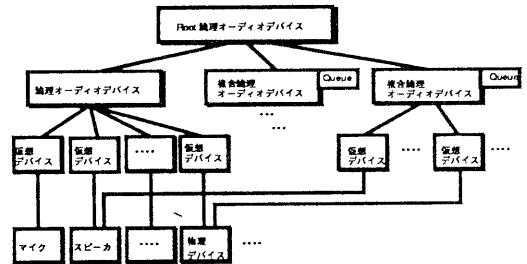 Root 論理オーディオデバイス
論理オーディオデバイス
複合論理
オーディオデバイス
Queue
複合論理
オーディオデバイス
Queue
....
....
仮想
デバイス
仮想
デバイス
....
仮想
デバイス
仮想
デバイス
....
仮想
デバイス
....
マイク
スピーカ
....
物理
デバイス
....